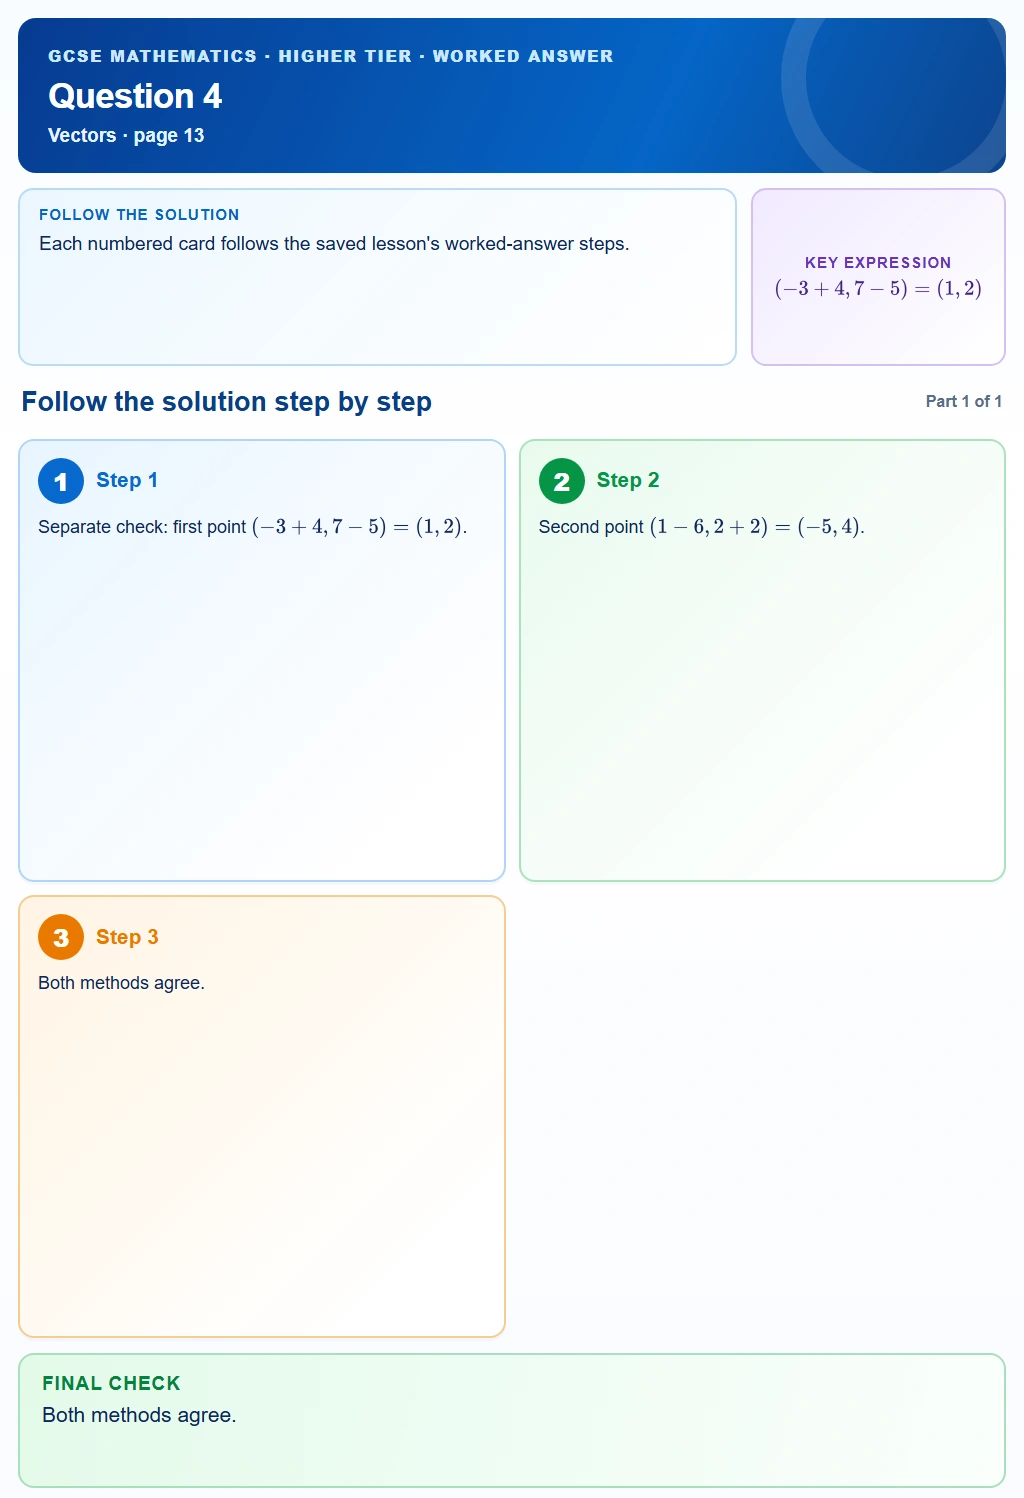 GCSE MATHEMATICS · HIGHER TIER · WORKED ANSWER
Question 4
Vectors · page 13
FOLLOW THE SOLUTION
Each numbered card follows the saved lesson's worked-answer steps.
KEY EXPRESSION
(−3 + 4, 7 − 5) = (1, 2)
Follow the solution step by step
Part 1 of 1
1 Step 1
Separate check: first point (−3 + 4, 7 − 5) = (1, 2).
2 Step 2
Second point (1 − 6, 2 + 2) = (−5, 4).
3 Step 3
Both methods agree.
FINAL CHECK
Both methods agree.